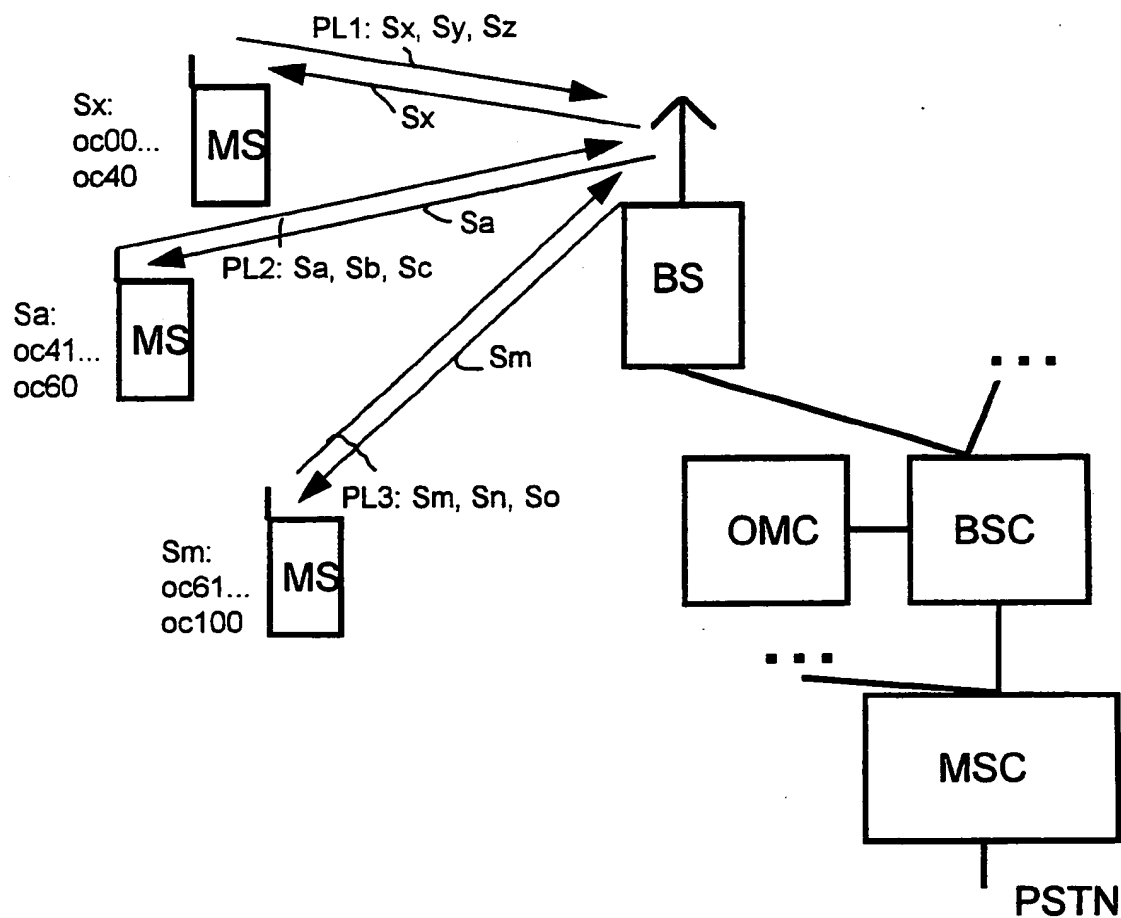 PL1: Sx, Sy, Sz
Sx
Sx:
oc00...
oc40
MS
Sa
PL2: Sa, Sb, Sc
BS
Sa:
oc41...
oc60
MS
Sm
...
PL3: Sm, Sn, So
OMC
BSC
Sm:
oc61...
oc100
MS
...
MSC
PSTN